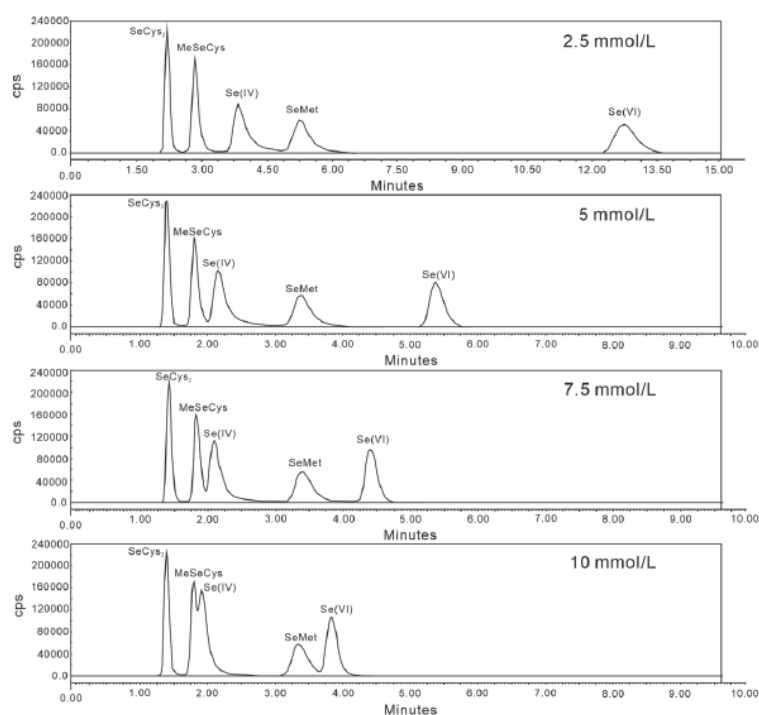 2.5 mmol/L
SeCys2
MeSeCys
Se(IV)
SeMet
Se(VI)
cps
240000
200000
160000
120000
80000
40000
0.0
0.00 1.50 3.00 4.50 6.00 7.50 9.00 10.50 12.00 13.50 15.00
Minutes
5 mmol/L
SeCys2
MeSeCys
Se(IV)
SeMet
Se(VI)
cps
240000
200000
160000
120000
80000
40000
0.0
0.00 1.00 2.00 3.00 4.00 5.00 6.00 7.00 8.00 9.00 10.00
Minutes
7.5 mmol/L
SeCys2
MeSeCys
Se(IV)
SeMet
Se(VI)
cps
240000
200000
160000
120000
80000
40000
0.0
0.00 1.00 2.00 3.00 4.00 5.00 6.00 7.00 8.00 9.00 10.00
Minutes
10 mmol/L
SeCys2
MeSeCys
Se(IV)
SeMet
Se(VI)
cps
240000
200000
160000
120000
80000
40000
0.0
0.00 1.00 2.00 3.00 4.00 5.00 6.00 7.00 8.00 9.00 10.00
Minutes